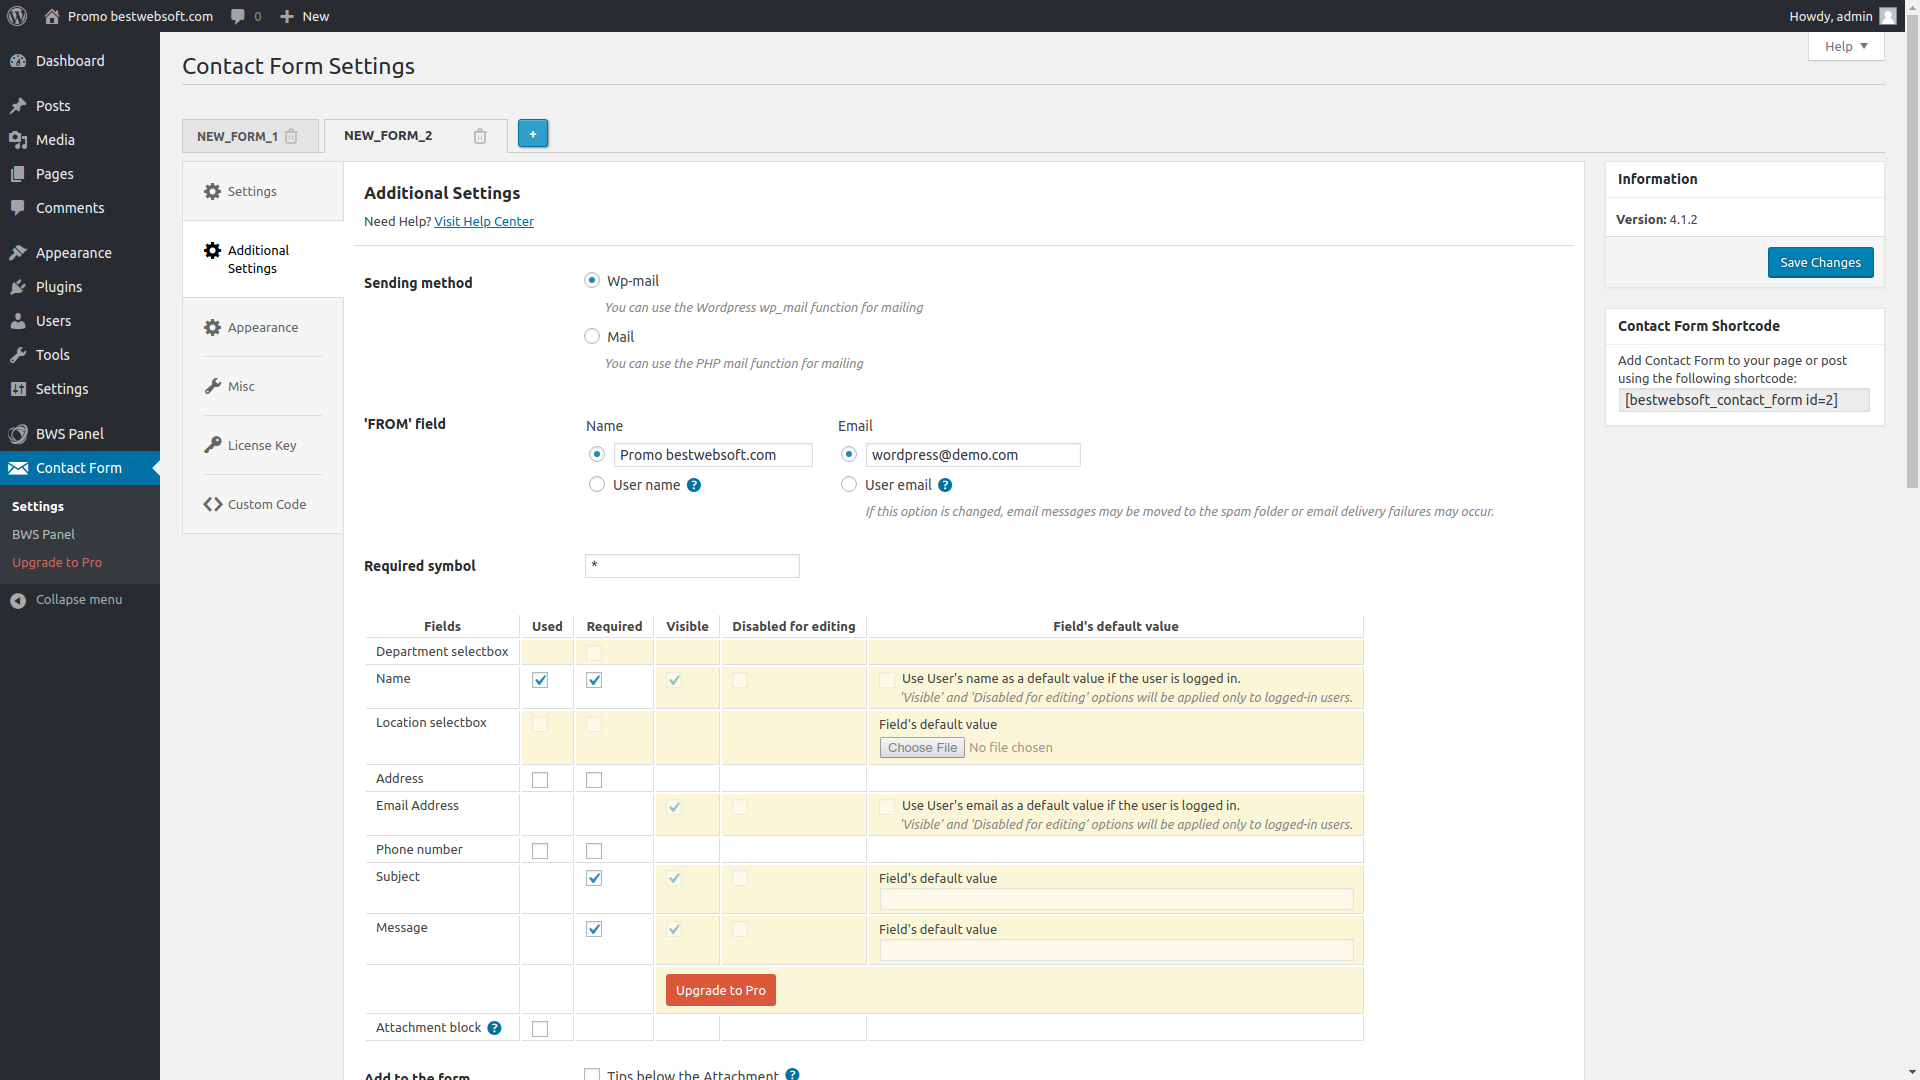 Promo bestwebsoft.com 0 New Howdy, admin
Help
Dashboard
Posts
Media
Pages
Comments
Appearance
Plugins
Users
Tools
Settings
BWS Panel
Contact Form
Settings
BWS Panel
Upgrade to Pro
Collapse menu
Contact Form Settings
NEW_FORM_1 NEW_FORM_2 +
Settings
Additional
Settings
Appearance
Misc
License Key
Custom Code
Additional Settings
Need Help? Visit Help Center
Sending method
Wp-mail
You can use the Wordpress wp_mail function for mailing
Mail
You can use the PHP mail function for mailing
'FROM' field Name Email
Promo bestwebsoft.com wordpress@demo.com
User name ? User email ?
If this option is changed, email messages may be moved to the spam folder or email delivery failures may occur.
Required symbol *
Fields Used Required Visible Disabled for editing Field's default value
Department selectbox
Name Use User's name as a default value if the user is logged in.
'Visible' and 'Disabled for editing' options will be applied only to logged-in users.
Location selectbox Field's default value
Choose File No file chosen
Address
Email Address Use User's email as a default value if the user is logged in.
'Visible' and 'Disabled for editing' options will be applied only to logged-in users.
Phone number
Subject Field's default value
Message Field's default value
Upgrade to Pro
Attachment block ?
Add to the form Tips below the Attachment ?
Information
Version: 4.1.2
Save Changes
Contact Form Shortcode
Add Contact Form to your page or post
using the following shortcode:
[bestwebsoft_contact_form id=2]